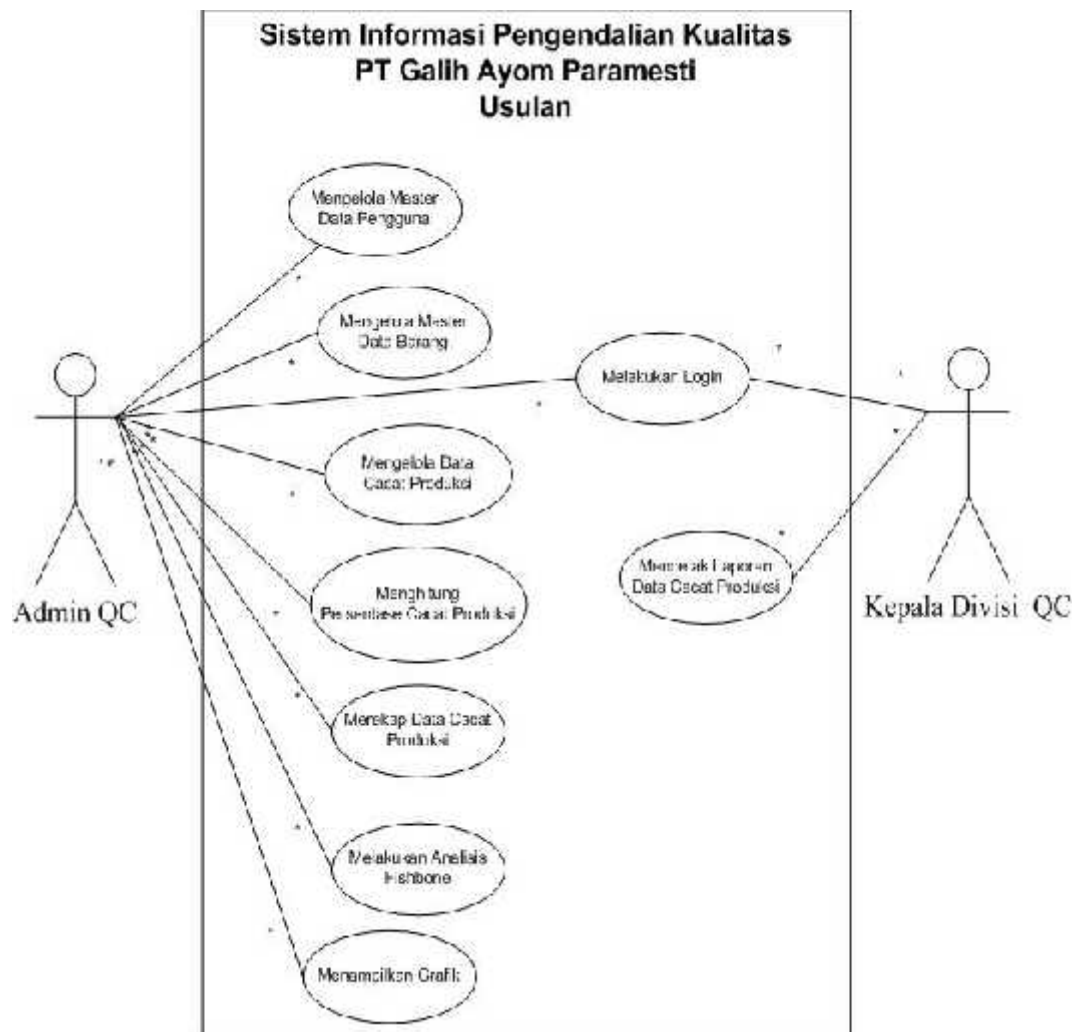 Sistem Informasi Pengendalian Kualitas
PT Galih Ayom Paramesti
Usulan
Mengelola Master
Data Pengguna
Mengelola Master
Data Barang
Melakukan Login
Mengelola Data
Cacat Produksi
Menghitung
Persentase Cacat Produksi
Mencetak Laporan
Data Cacat Produksi
Admin QC
Kepala Divisi QC
Merekap Data Cacat
Produksi
Melakukan Analisis
Fishbone
Menampilkan Grafik